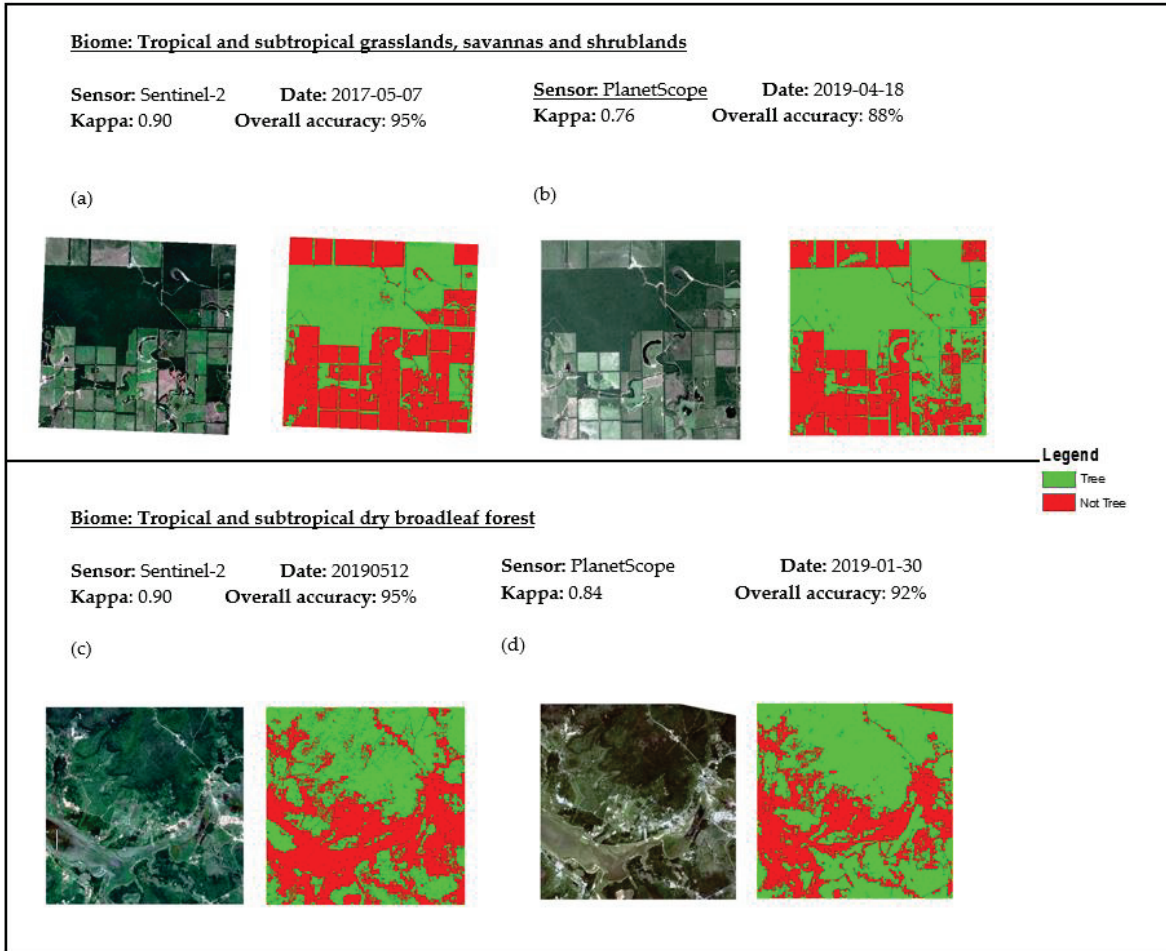 Biome: Tropical and subtropical grasslands, savannas and shrublands
Sensor: Sentinel-2 Date: 2017-05-07
Kappa: 0.90 Overall accuracy: 95%
Sensor: PlanetScope Date: 2019-04-18
Kappa: 0.76 Overall accuracy: 88%
(a)
(b)
Legend
Tree
Not Tree
Biome: Tropical and subtropical dry broadleaf forest
Sensor: Sentinel-2 Date: 20190512
Kappa: 0.90 Overall accuracy: 95%
Sensor: PlanetScope Date: 2019-01-30
Kappa: 0.84 Overall accuracy: 92%
(c)
(d)